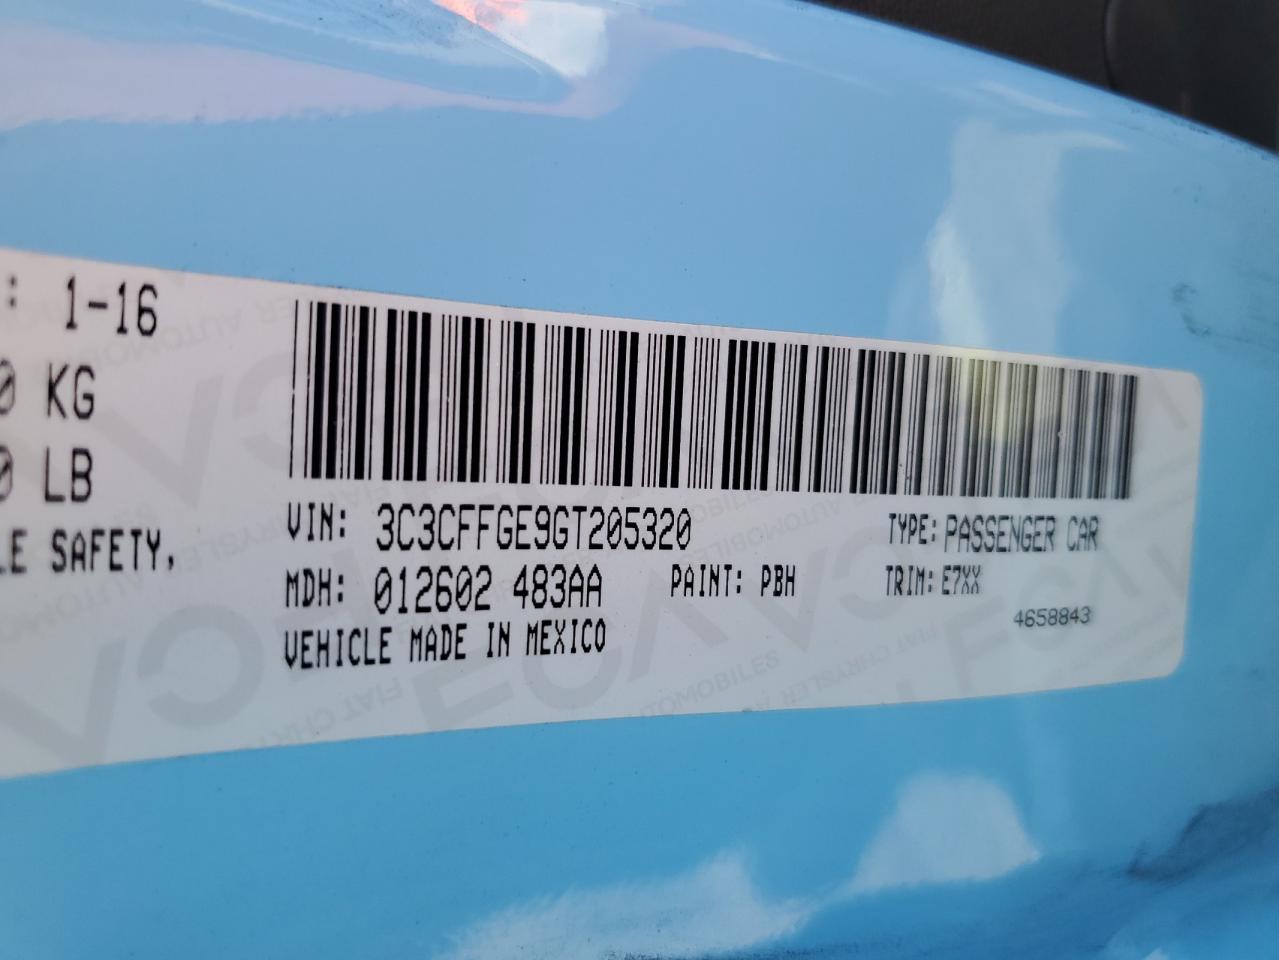 : 1-16
0 KG
0 LB
LE SAFETY,
VIN: 3C3CFFGE9GT205320
TYPE: PASSENGER CAR
MDH: 012602 483AA
PAINT: PBH
TRIM: E7XX
VEHICLE MADE IN MEXICO
4658843